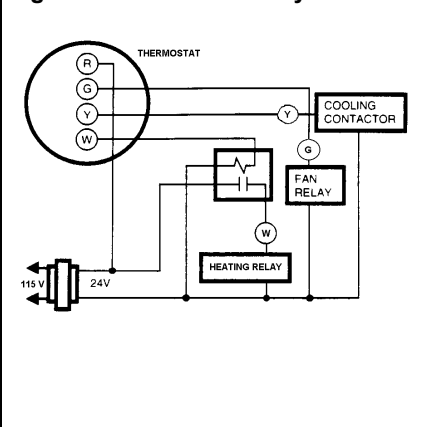 THERMOSTAT
R
G
Y
W
Y
COOLING
CONTACTOR
G
FAN
RELAY
W
HEATING RELAY
115 V
24V